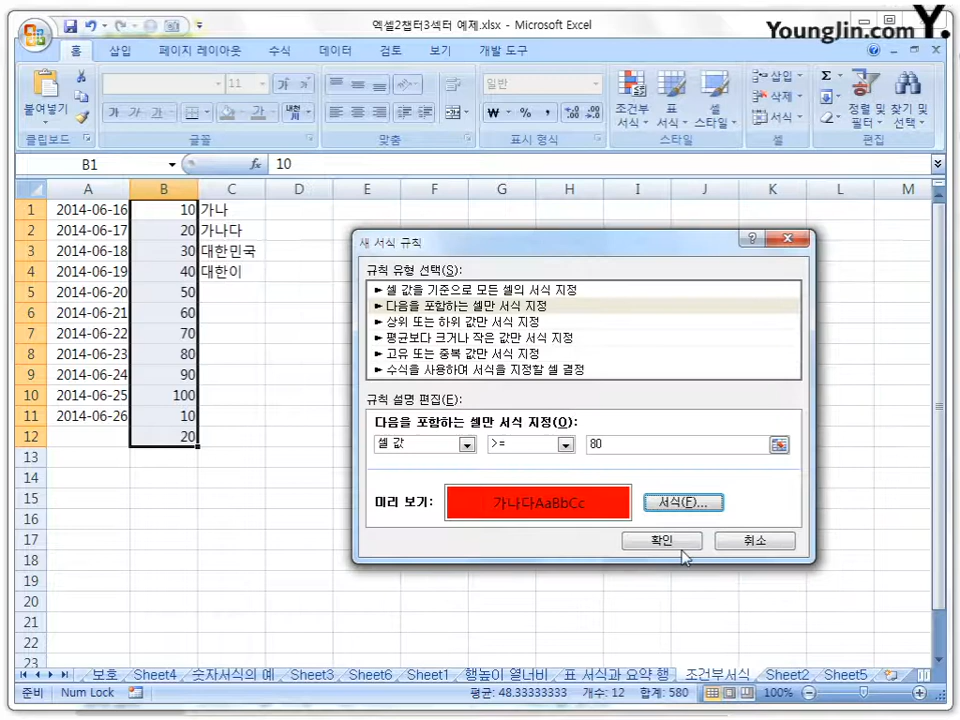 엑셀2챕터3섹터 예제.xlsx - Microsoft Excel
YoungJin.com Y.
홈 삽입 페이지 레이아웃 수식 데이터 검토 보기 개발 도구
붙여넣기
클립보드
11
가 가
가 가 가
글꼴
맞춤
일반
₩ % ,
표시 형식
조건부 서식
표 서식
셀 스타일
스타일
삽입
삭제
서식
셀
Σ
정렬 및 필터
찾기 및 선택
편집
B1 fx 10
A B C D E F G H I J K L M
1 2014-06-16 10 가나
2 2014-06-17 20 가나다
3 2014-06-18 30 대한민국
4 2014-06-19 40 대한이
5 2014-06-20 50
6 2014-06-21 60
7 2014-06-22 70
8 2014-06-23 80
9 2014-06-24 90
10 2014-06-25 100
11 2014-06-26 10
12 20
13
14
15
16
17
18
19
20
21
22
23
새 서식 규칙
규칙 유형 선택(S):
► 셀 값을 기준으로 모든 셀의 서식 지정
► 다음을 포함하는 셀만 서식 지정
► 상위 또는 하위 값만 서식 지정
► 평균보다 크거나 작은 값만 서식 지정
► 고유 또는 중복 값만 서식 지정
► 수식을 사용하여 서식을 지정할 셀 결정
규칙 설명 편집(E):
다음을 포함하는 셀만 서식 지정(O):
셀 값 >= 80
미리 보기: 가나다AaBbCc 서식(F)...
확인 취소
보호 Sheet4 숫자서식의 예 Sheet3 Sheet6 Sheet1 행높이 열너비 표 서식과 요약 행 조건부서식 Sheet2 Sheet5
준비 Num Lock 평균: 48.33333333 개수: 12 합계: 580 100%